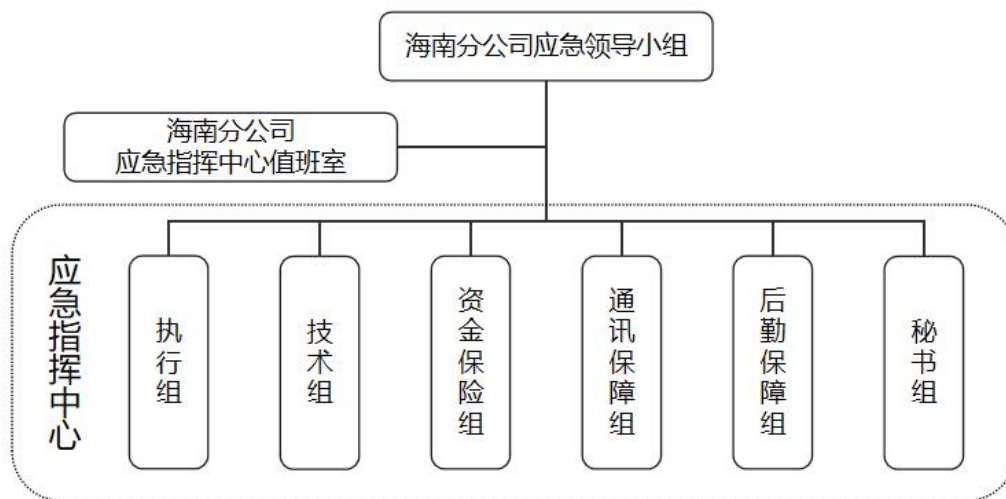 海南分公司应急领导小组
海南分公司
应急指挥中心值班室
应急指挥中心
执行组
技术组
资金保险组
通讯保障组
后勤保障组
秘书组